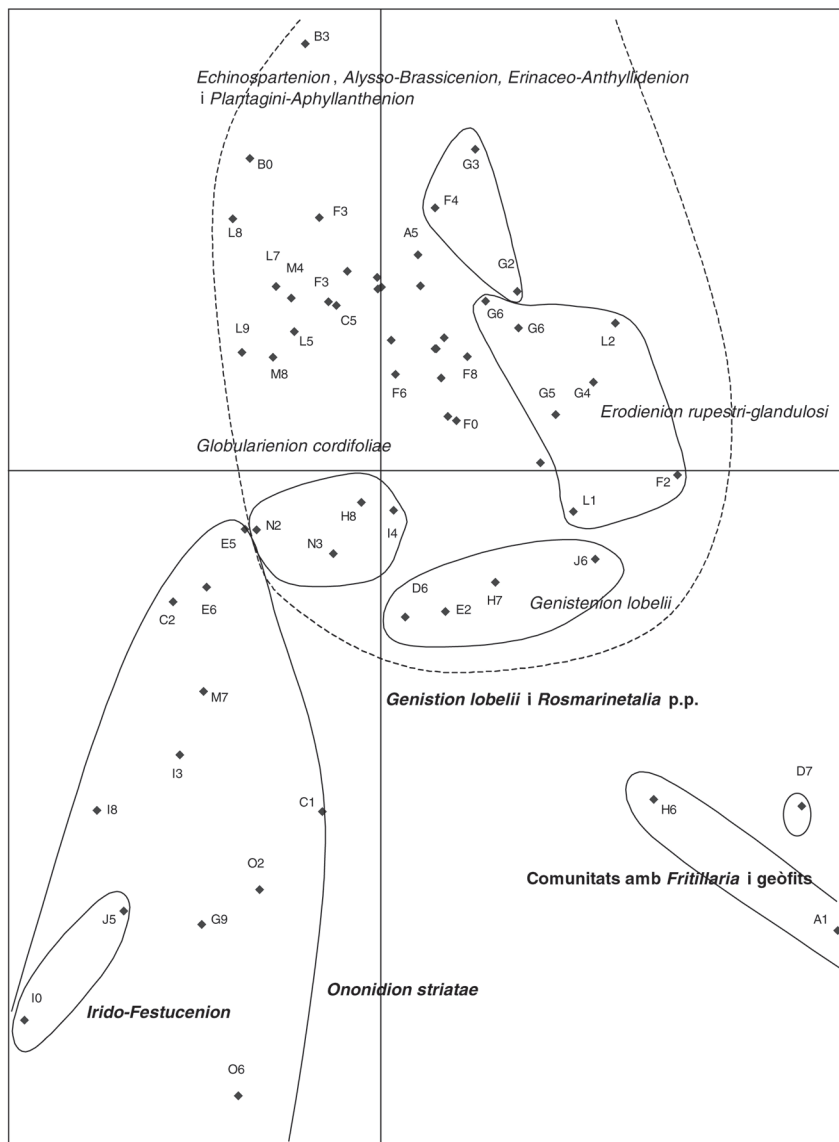 B3
Echinospartenion, Alysso-Brassicenion, Erinaceo-Anthyllidenion
i Plantagini-Aphyllanthenion
G3
B0
F4
F3
L8
A5
L7
M4
G2
F3
C5
G6
G6
L2
L9
L5
M8
F8
F6
G5
G4
Erodienion rupestri-glandulosi
F0
Globularienion cordifoliae
F2
L1
H8
I4
N2
E5
N3
J6
D6
H7
E2
Genistenion lobelii
C2
E6
M7
Genistion lobelii i Rosmarinetalia p.p.
I3
D7
I8
C1
H6
O2
Comunitats amb Fritillaria i geòfits
J5
G9
A1
Ononidion striatae
I0
Irido-Festucenion
O6